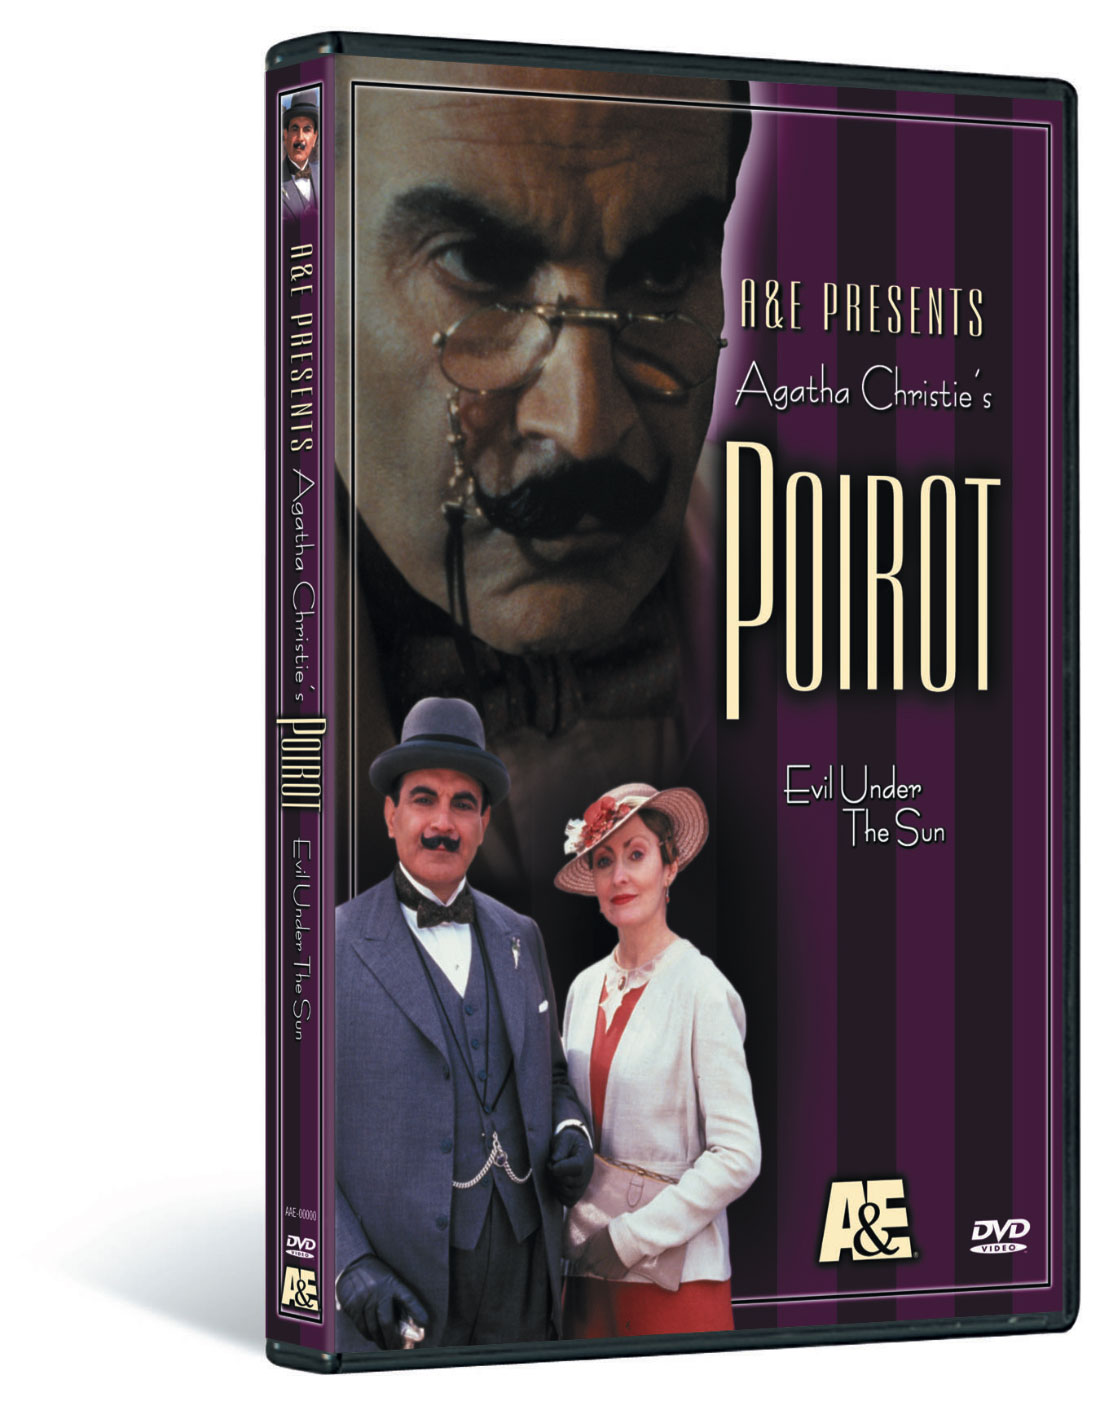 A&E PRESENTS Agatha Christie's POIROT Evil Under The Sun
AAE-00000
DVD
VIDEO
A&E
A&E PRESENTS
Agatha Christie's
POIROT
Evil Under
The Sun
A&E
DVD
VIDEO